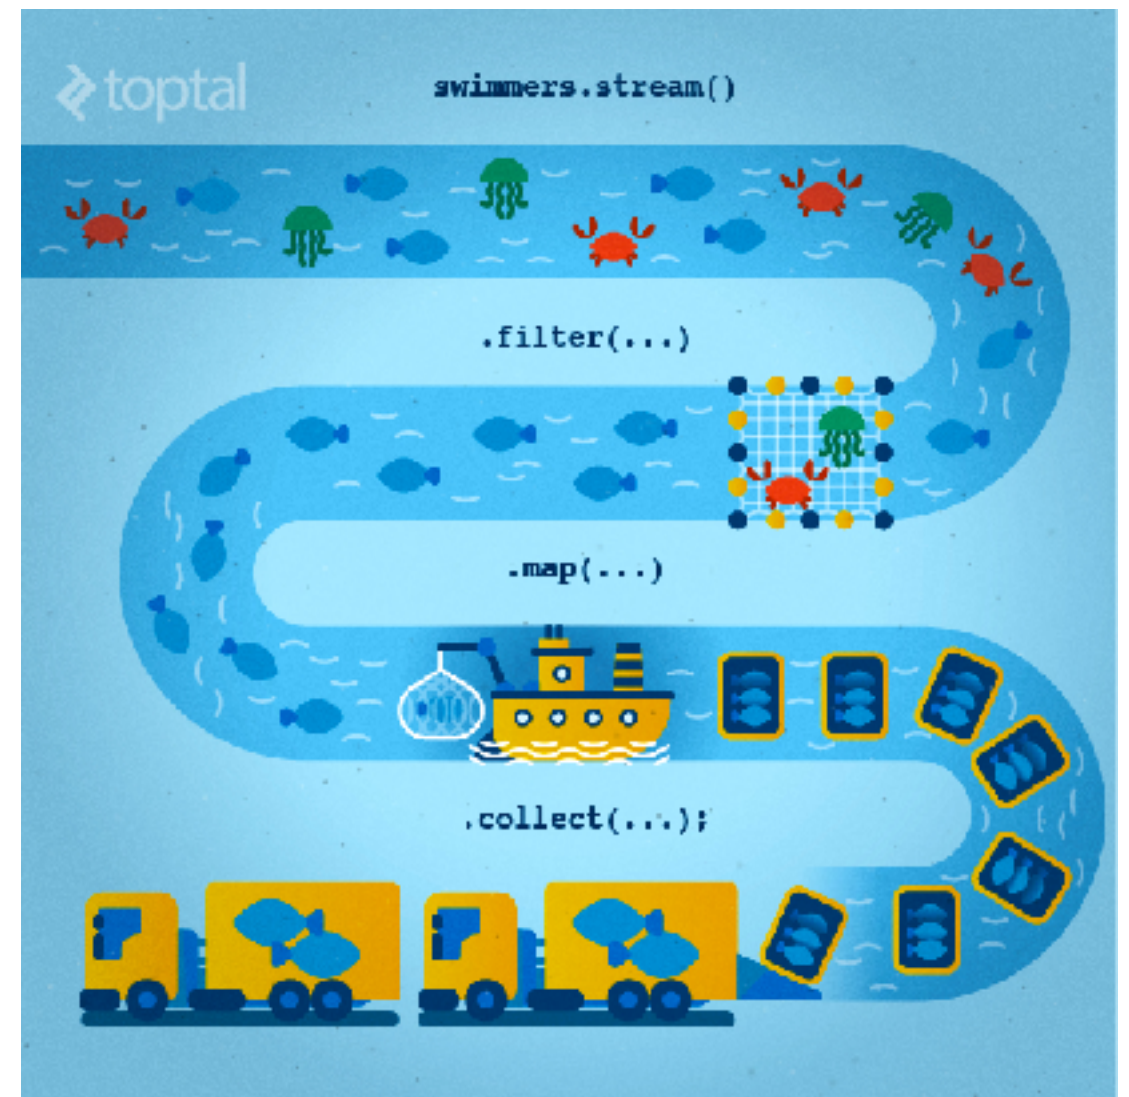 toptal
swimmers.stream()
.filter(...)
.map(...)
.collect(...);